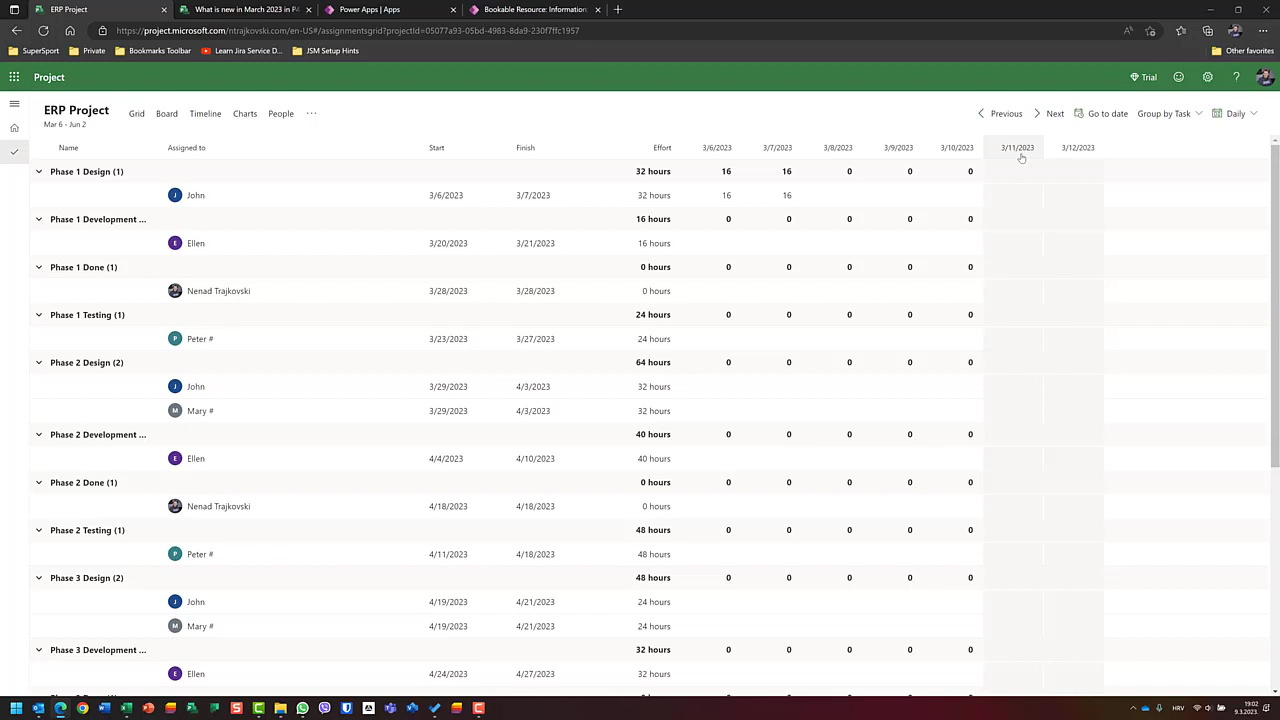 ERP Project
What is new in March 2023 in P
Power Apps | Apps
Bookable Resource: Information
https://project.microsoft.com/ntrajkovski.com/en-US#/assignmentsgrid?projectId=05077a93-05bd-4983-8da9-230f7ffc1957
SuperSport
Private
Bookmarks Toolbar
Learn Jira Service D...
JSM Setup Hints
Other favorites
Project
Trial
ERP Project
Mar 6 - Jun 2
Grid Board Timeline Charts People ...
Previous Next Go to date Group by Task Daily
Name Assigned to Start Finish Effort 3/6/2023 3/7/2023 3/8/2023 3/9/2023 3/10/2023 3/11/2023 3/12/2023
Phase 1 Design (1) 32 hours 16 16 0 0 0
J John 3/6/2023 3/7/2023 32 hours 16 16
Phase 1 Development ... 16 hours 0 0 0 0 0
E Ellen 3/20/2023 3/21/2023 16 hours
Phase 1 Done (1) 0 hours 0 0 0 0 0
Nenad Trajkovski 3/28/2023 3/28/2023 0 hours
Phase 1 Testing (1) 24 hours 0 0 0 0 0
P Peter # 3/23/2023 3/27/2023 24 hours
Phase 2 Design (2) 64 hours 0 0 0 0 0
J John 3/29/2023 4/3/2023 32 hours
M Mary # 3/29/2023 4/3/2023 32 hours
Phase 2 Development ... 40 hours 0 0 0 0 0
E Ellen 4/4/2023 4/10/2023 40 hours
Phase 2 Done (1) 0 hours 0 0 0 0 0
Nenad Trajkovski 4/18/2023 4/18/2023 0 hours
Phase 2 Testing (1) 48 hours 0 0 0 0 0
P Peter # 4/11/2023 4/18/2023 48 hours
Phase 3 Design (2) 48 hours 0 0 0 0 0
J John 4/19/2023 4/21/2023 24 hours
M Mary # 4/19/2023 4/21/2023 24 hours
Phase 3 Development ... 32 hours 0 0 0 0 0
E Ellen 4/24/2023 4/27/2023 32 hours
HRV
19:02
9.3.2023.